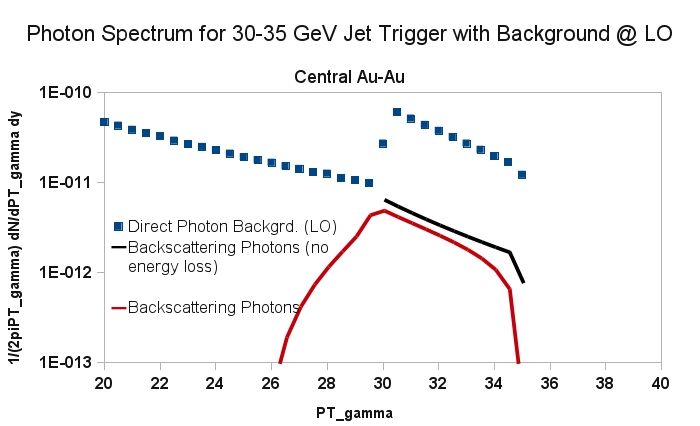 Photon Spectrum for 30-35 GeV Jet Trigger with Background @ LO
Central Au-Au
1/(2piPT_gamma) dN/dPT_gamma dy
1E-010
1E-011
1E-012
1E-013
Direct Photon Backgrd. (LO)
Backscattering Photons (no
energy loss)
Backscattering Photons
20 22 24 26 28 30 32 34 36 38 40
PT_gamma